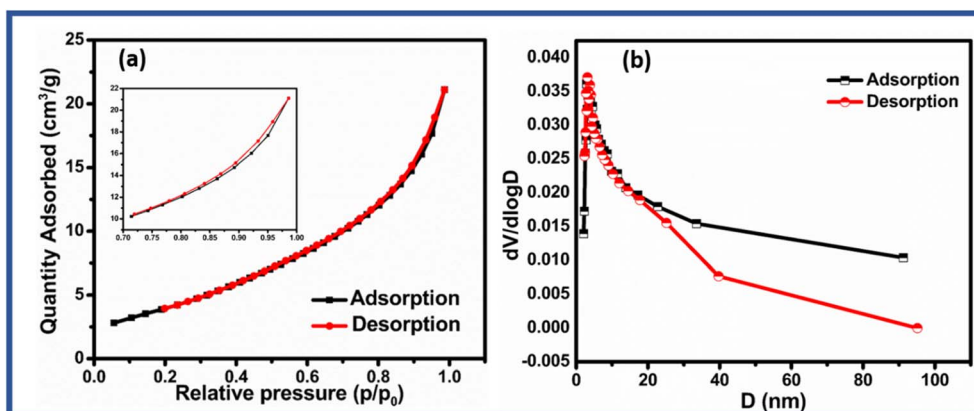 (a)
Quantity Adsorbed (cm³/g)
25
20
15
10
5
0
0.0 0.2 0.4 0.6 0.8 1.0
Relative pressure (p/p₀)
Adsorption
Desorption
22
20
18
16
14
12
10
0.70 0.75 0.80 0.85 0.90 0.95 1.00
(b)
dV/dlogD
0.040
0.035
0.030
0.025
0.020
0.015
0.010
0.005
0.000
-0.005
0 20 40 60 80 100
D (nm)
Adsorption
Desorption